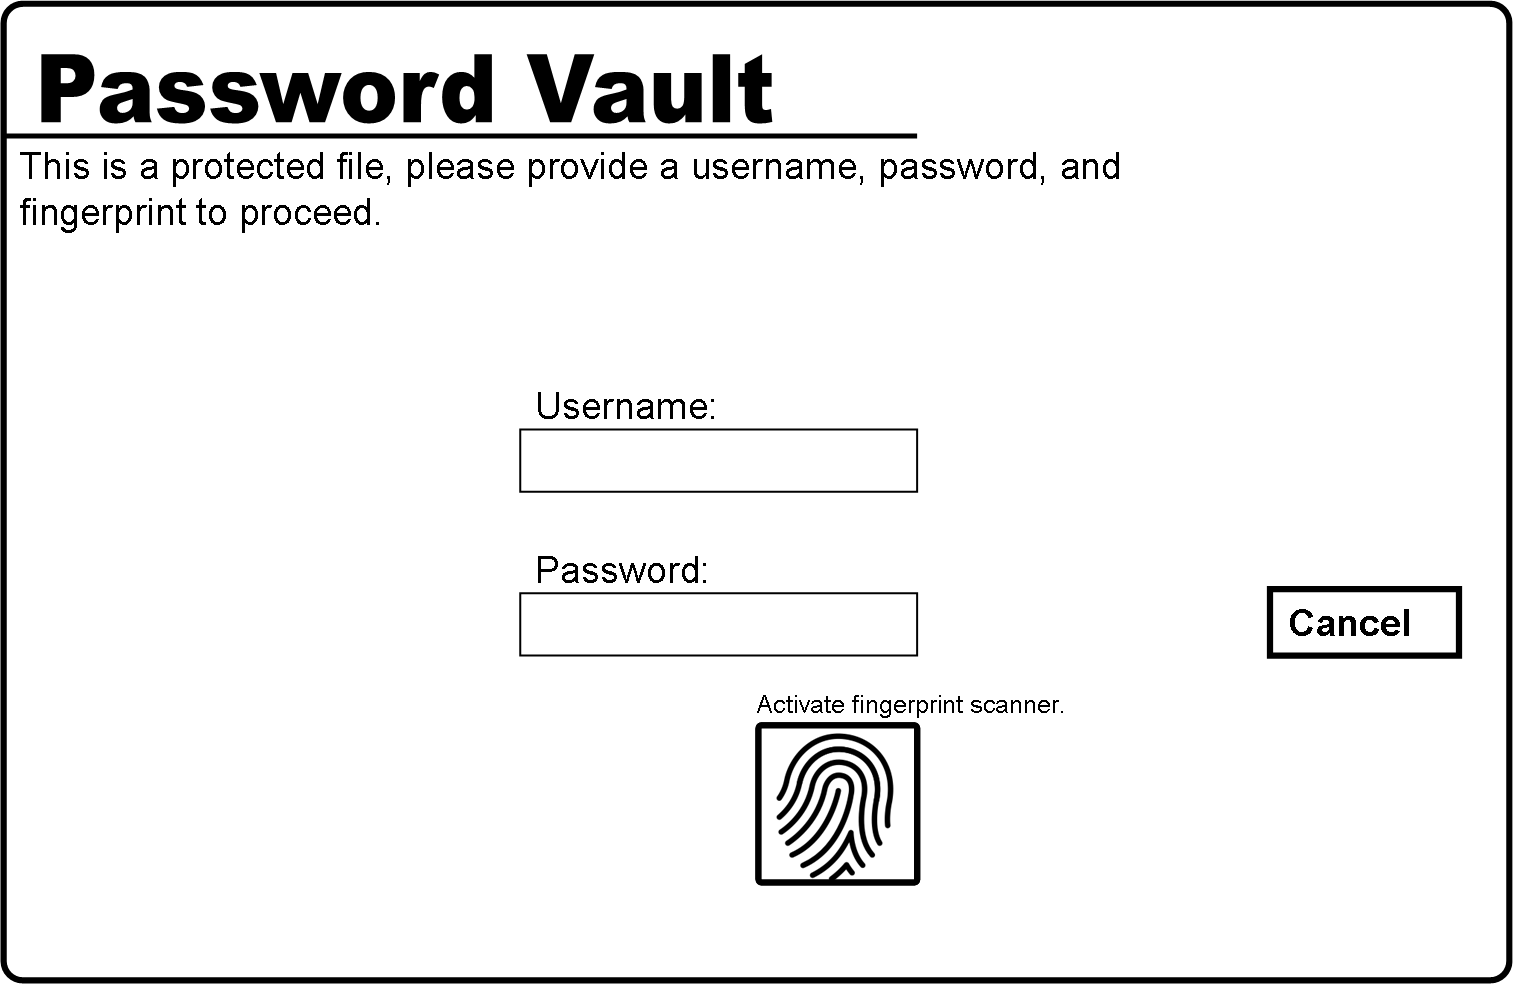 Password Vault
This is a protected file, please provide a username, password, and
fingerprint to proceed.
Username:
Password:
Cancel
Activate fingerprint scanner.